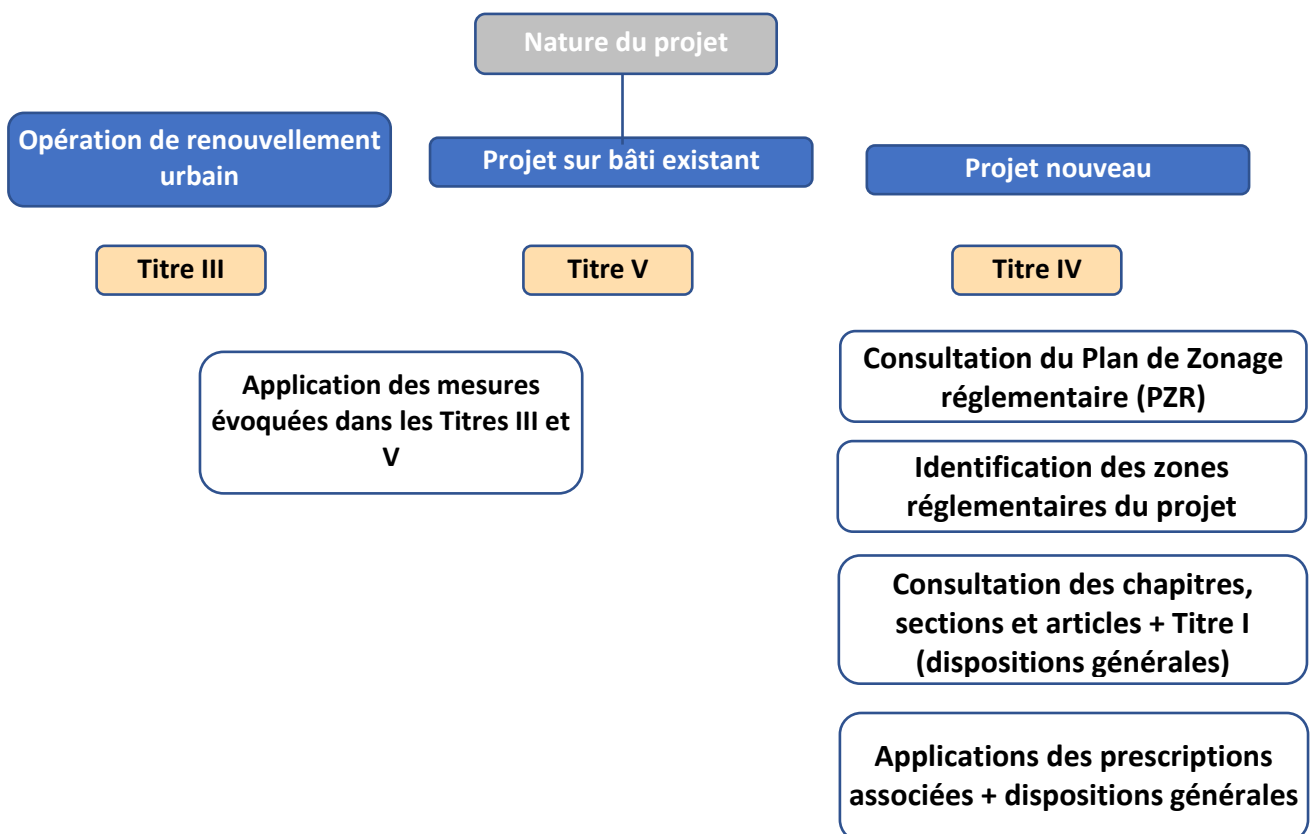 Nature du projet
Opération de renouvellement
urbain
Projet sur bâti existant
Projet nouveau
Titre III
Titre V
Titre IV
Application des mesures
évoquées dans les Titres III et
V
Consultation du Plan de Zonage
réglementaire (PZR)
Identification des zones
réglementaires du projet
Consultation des chapitres,
sections et articles + Titre I
(dispositions générales)
Applications des prescriptions
associées + dispositions générales